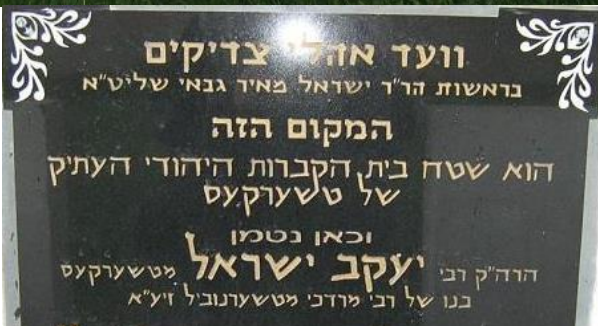 וועד אהלי צדיקים
בראשות הר״ר ישראל מאיר גבאי שליט״א
המקום הזה
הוא שטח בית הקברות היהודי העתיק
של טשערקעס
וכאן נטמן
הרה״ק רבי יעקב ישראל מטשערקעס
בנו של רבי מרדכי מטשערנוביל זיע״א